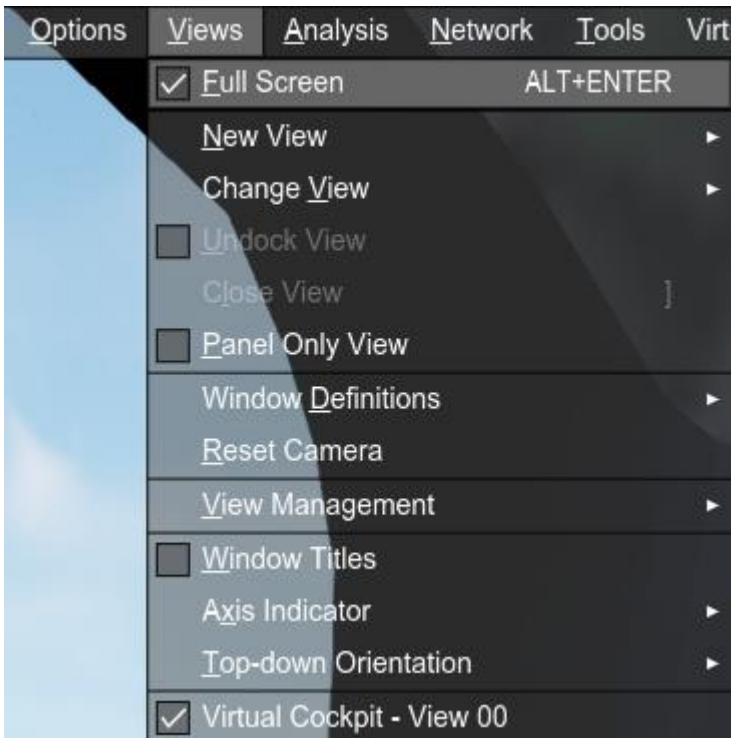 Options Views Analysis Network Tools Virt
Full Screen ALT+ENTER
New View
Change View
Undock View
Close View ]
Panel Only View
Window Definitions
Reset Camera
View Management
Window Titles
Axis Indicator
Top-down Orientation
Virtual Cockpit - View 00